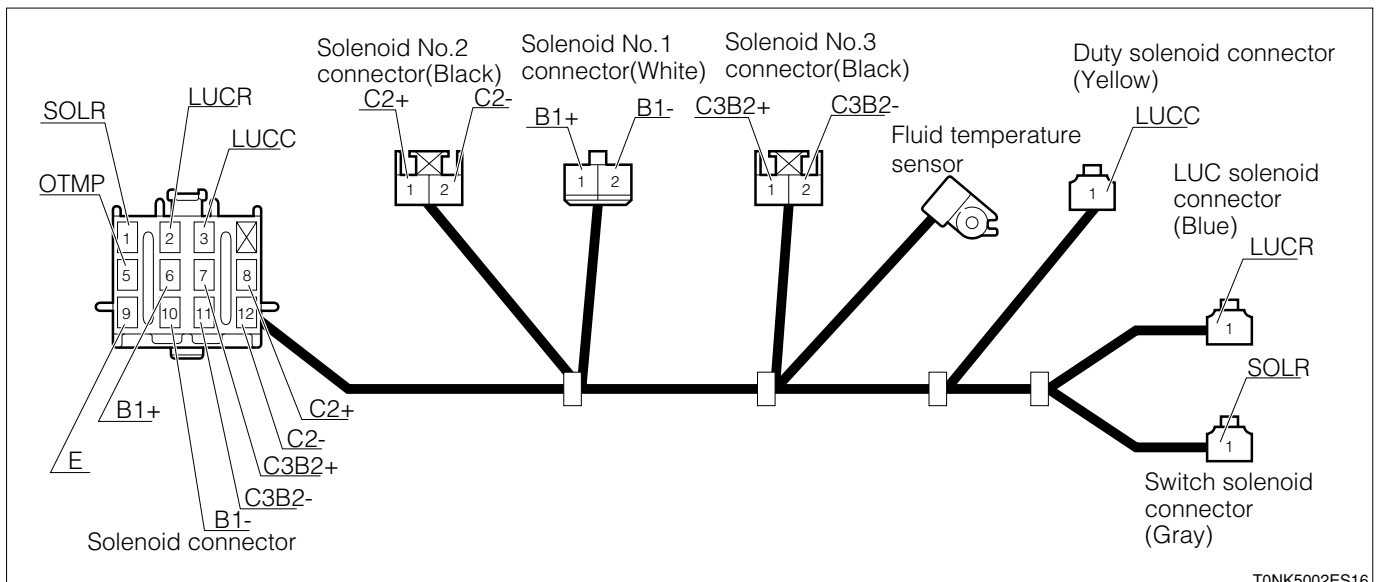 Solenoid No.2
connector(Black)
Solenoid No.1
connector(White)
Solenoid No.3
connector(Black)
Duty solenoid connector
(Yellow)
SOLR
LUCR
LUCC
OTMP
C2+
C2-
B1+
B1-
C3B2+
C3B2-
Fluid temperature
sensor
LUCC
LUC solenoid
connector
(Blue)
LUCR
SOLR
Switch solenoid
connector
(Gray)
1
2
3
5
6
7
8
9
10
11
12
1
2
1
2
1
2
1
1
1
B1+
E
C2+
C2-
C3B2+
C3B2-
B1-
Solenoid connector
T0NK5002ES16